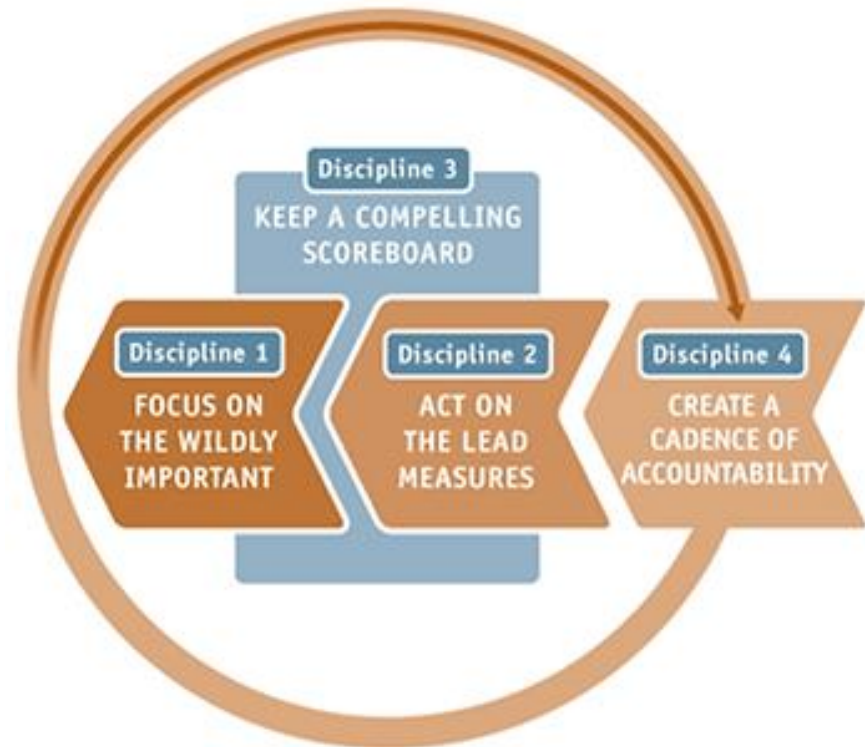 Discipline 3
KEEP A COMPELLING
SCOREBOARD
Discipline 1
FOCUS ON
THE WILDLY
IMPORTANT
Discipline 2
ACT ON
THE LEAD
MEASURES
Discipline 4
CREATE A
CADENCE OF
ACCOUNTABILITY